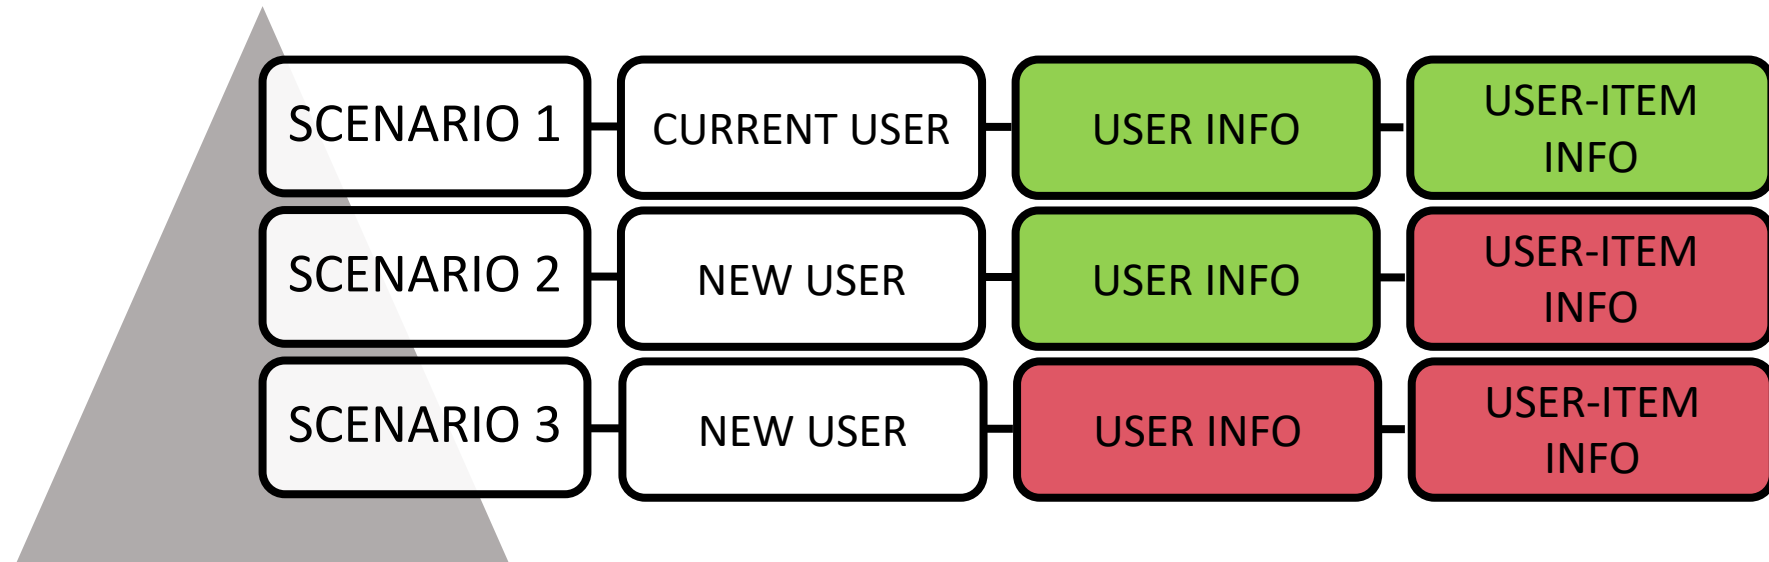 SCENARIO 1
CURRENT USER
USER INFO
USER-ITEM
INFO
SCENARIO 2
NEW USER
USER INFO
USER-ITEM
INFO
SCENARIO 3
NEW USER
USER INFO
USER-ITEM
INFO